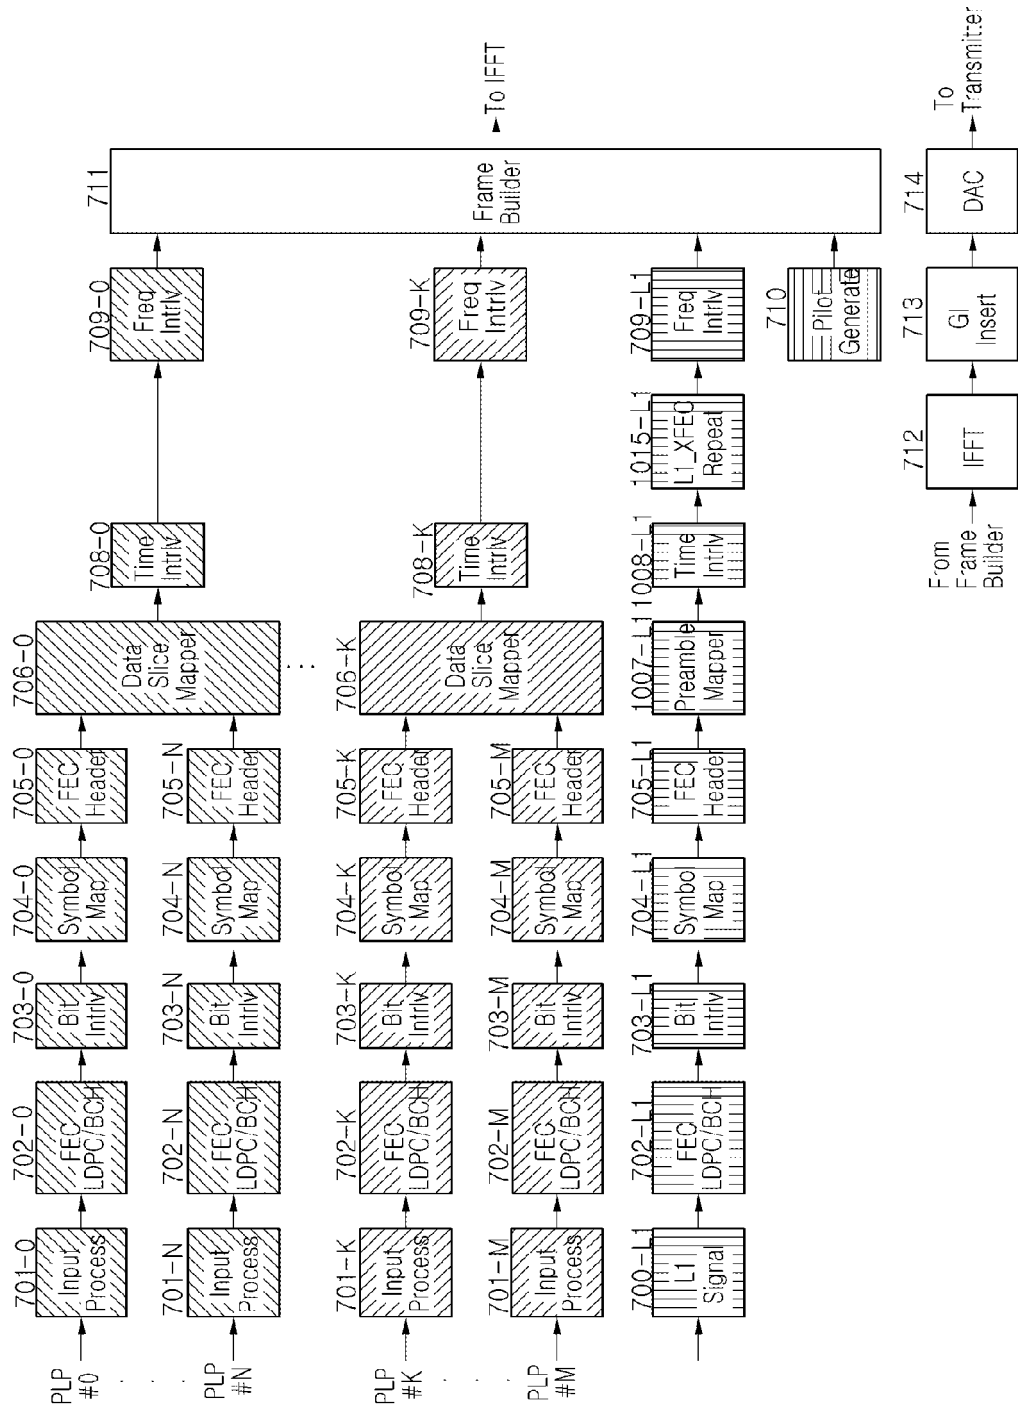 PLP
#0
701-0
Input
Process
702-0
FEC
LDPC/BCH
703-0
Bit
Intrlv
704-0
Symbol
Map
705-0
FEC
Header
706-0
Data
Slice
Mapper
708-0
Time
Intrlv
709-0
Freq
Intrlv
711
Frame
Builder
To IFFT
PLP
#N
701-N
Input
Process
702-N
FEC
LDPC/BCH
703-N
Bit
Intrlv
704-N
Symbol
Map
705-N
FEC
Header
PLP
#K
701-K
Input
Process
702-K
FEC
LDPC/BCH
703-K
Bit
Intrlv
704-K
Symbol
Map
705-K
FEC
Header
706-K
Data
Slice
Mapper
708-K
Time
Intrlv
709-K
Freq
Intrlv
PLP
#M
701-M
Input
Process
702-M
FEC
LDPC/BCH
703-M
Bit
Intrlv
704-M
Symbol
Map
705-M
FEC
Header
700-L1
L1
Signal
702-L1
FEC
LDPC/BCH
703-L1
Bit
Intrlv
704-L1
Symbol
Map
705-L1
FEC
Header
1007-L1
Preamble
Mapper
1008-L1
Time
Intrlv
1015-L1
L1_XFEC
Repeat
709-L1
Freq
Intrlv
710
Pilot
Generate
From
Frame
Builder
712
IFFT
713
GI
Insert
714
DAC
To
Transmitter